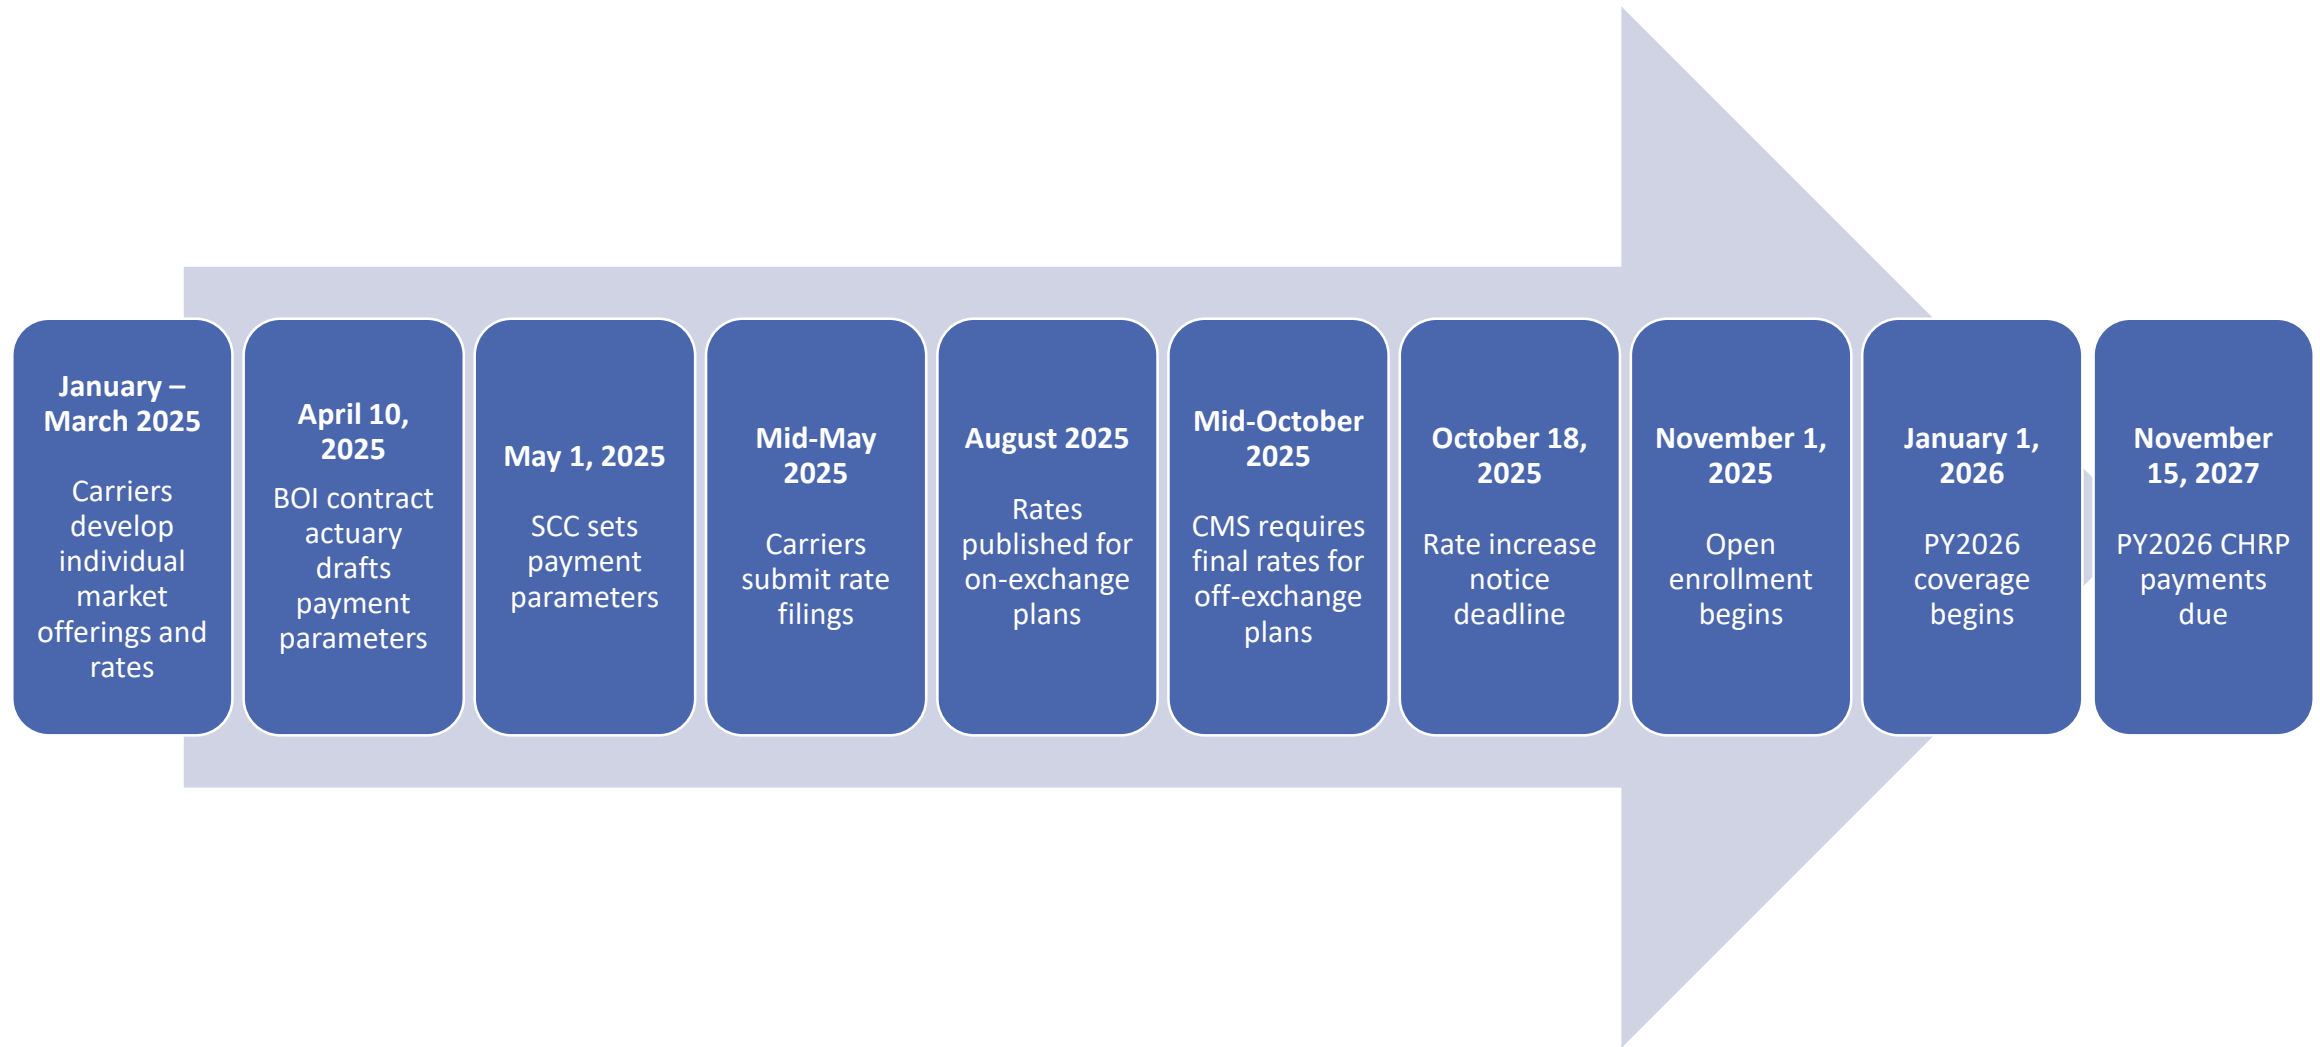 January –
March 2025
Carriers
develop
individual
market
offerings and
rates
April 10,
2025
BOI contract
actuary
drafts
payment
parameters
May 1, 2025
SCC sets
payment
parameters
Mid-May
2025
Carriers
submit rate
filings
August 2025
Rates
published for
on-exchange
plans
Mid-October
2025
CMS requires
final rates for
off-exchange
plans
October 18,
2025
Rate increase
notice
deadline
November 1,
2025
Open
enrollment
begins
January 1,
2026
PY2026
coverage
begins
November
15, 2027
PY2026 CHRP
payments
due